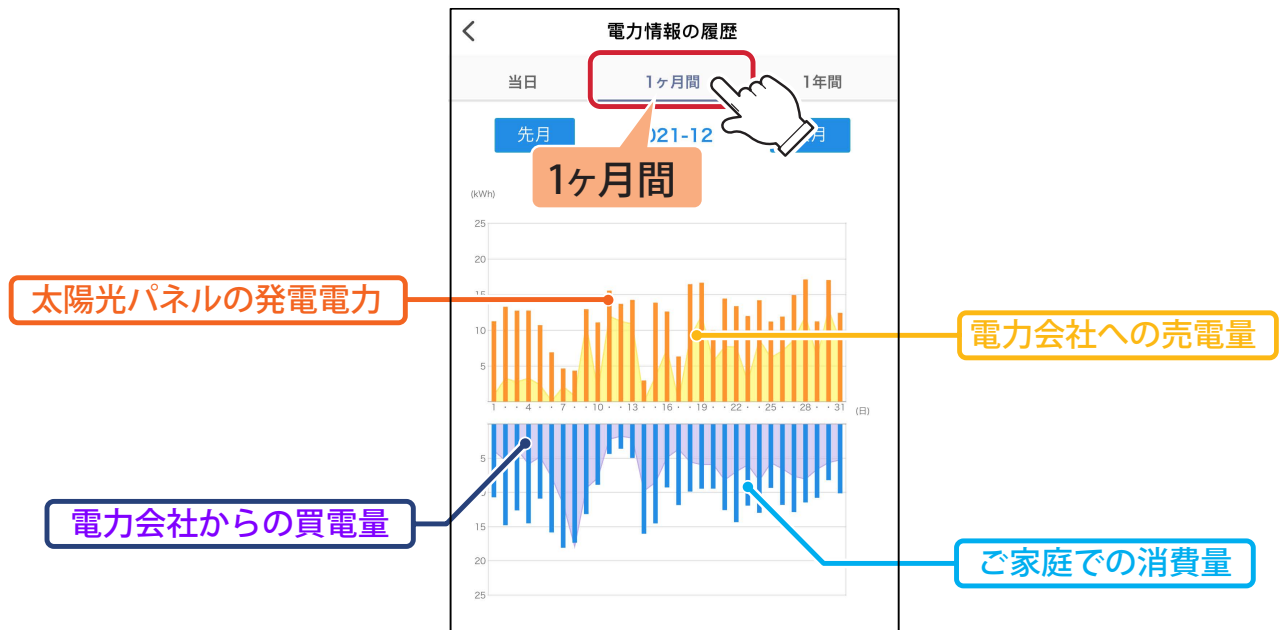 電力情報の履歴
当日 1ヶ月間 1年間
先月 021-12 月
1ヶ月間
(kWh)
25
20
15
太陽光パネルの発電電力
10
電力会社への売電量
5
1・・4・・7・・10・・13・・16・・19・・22・・25・・28・・31 (日)
5
電力会社からの買電量
15
ご家庭での消費量
20
25